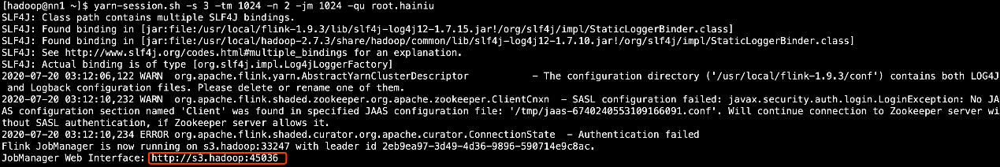 [hadoop@nn1 ~]$ yarn-session.sh -s 3 -tm 1024 -n 2 -jm 1024 -qu root.hainiu
SLF4J: Class path contains multiple SLF4J bindings.
SLF4J: Found binding in [jar:file:/usr/local/flink-1.9.3/lib/slf4j-log4j12-1.7.15.jar!/org/slf4j/impl/StaticLoggerBinder.class]
SLF4J: Found binding in [jar:file:/usr/local/hadoop-2.7.3/share/hadoop/common/lib/slf4j-log4j12-1.7.10.jar!/org/slf4j/impl/StaticLoggerBinder.class]
SLF4J: See http://www.slf4j.org/codes.html#multiple_bindings for an explanation.
SLF4J: Actual binding is of type [org.slf4j.impl.Log4jLoggerFactory]
2020-07-20 03:12:06,122 WARN  org.apache.flink.yarn.AbstractYarnClusterDescriptor           - The configuration directory ('/usr/local/flink-1.9.3/conf') contains both LOG4J
 and Logback configuration files. Please delete or rename one of them.
2020-07-20 03:12:10,232 WARN  org.apache.flink.shaded.zookeeper.org.apache.zookeeper.ClientCnxn  - SASL configuration failed: javax.security.auth.login.LoginException: No JA
AS configuration section named 'Client' was found in specified JAAS configuration file: '/tmp/jaas-6740240553109166091.conf'. Will continue connection to Zookeeper server wi
thout SASL authentication, if Zookeeper server allows it.
2020-07-20 03:12:10,234 ERROR org.apache.flink.shaded.curator.org.apache.curator.ConnectionState  - Authentication failed
Flink JobManager is now running on s3.hadoop:33247 with leader id 2eb9ea97-3d49-4d36-9896-590714e9c8ac.
JobManager Web Interface: http://s3.hadoop:45036